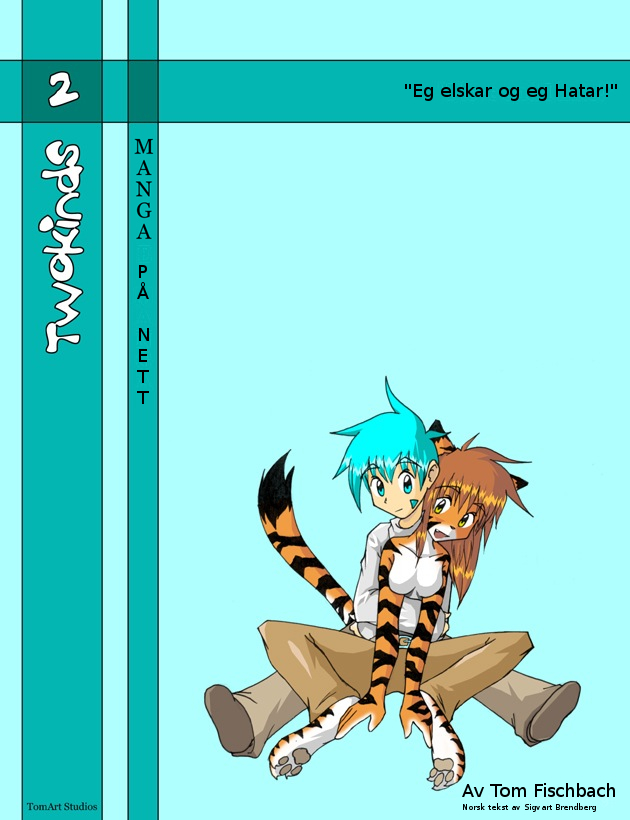 2
"Eg elskar og eg Hatar!"
Twokinds
MANGA PÅ NETT
Av Tom Fischbach
Norsk tekst av Sigvart Brendberg
TomArt Studios